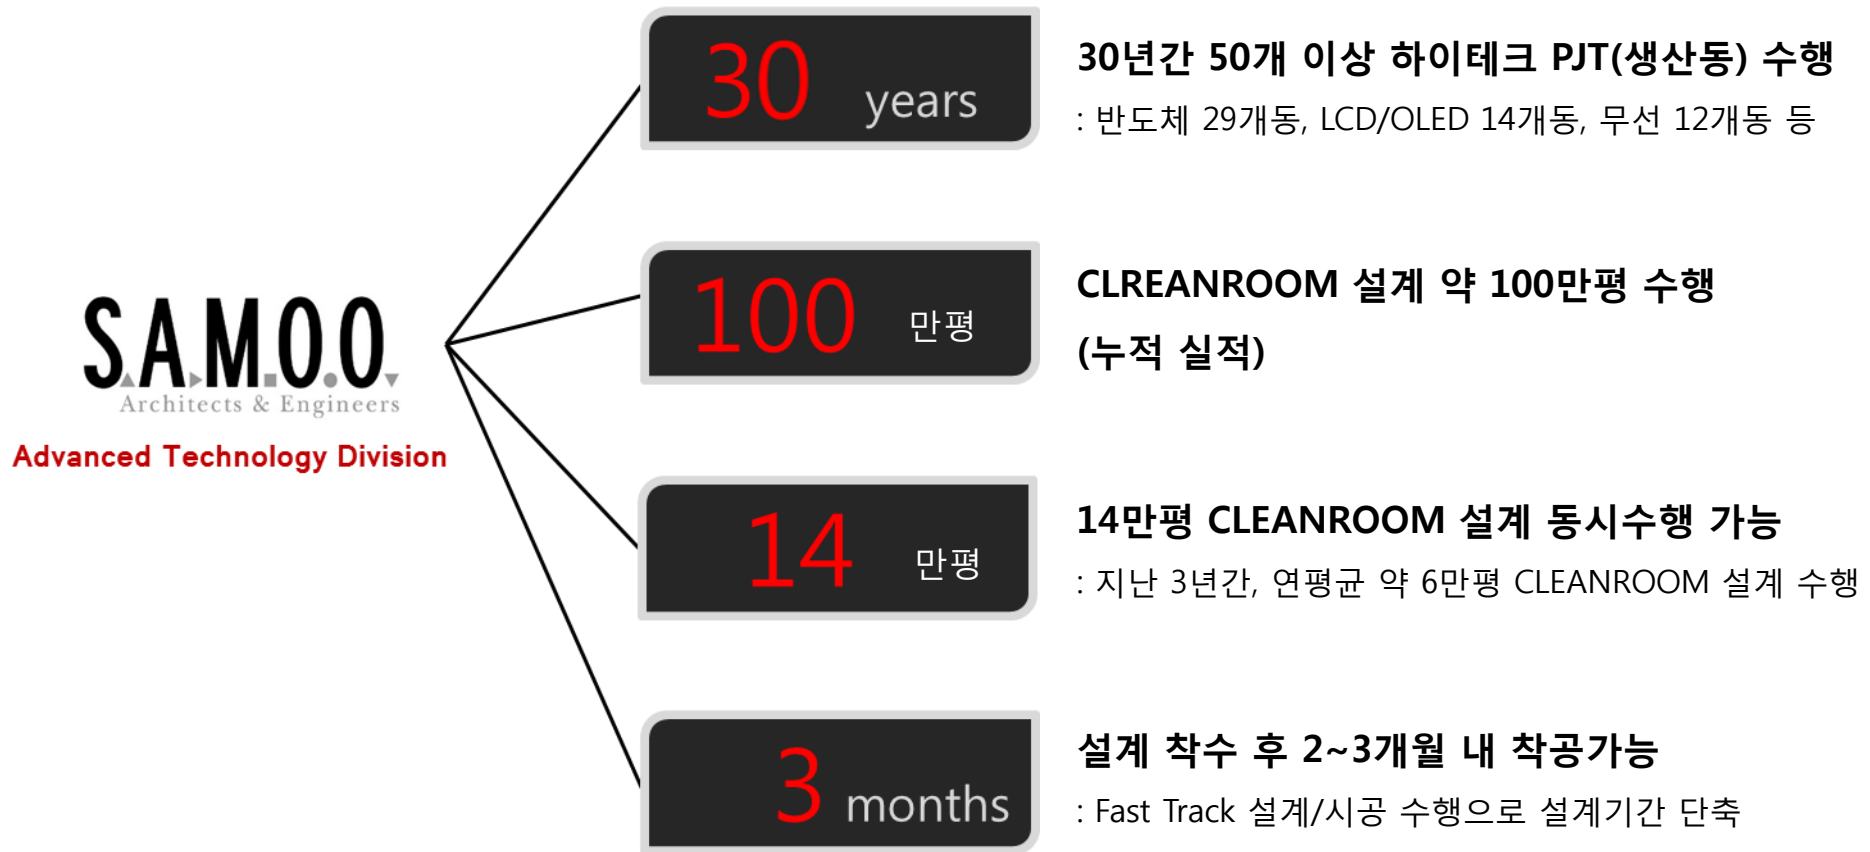 S.A.M.O.O.
Architects & Engineers
Advanced Technology Division
30 years
30년간 50개 이상 하이테크 PJT(생산동) 수행
: 반도체 29개동, LCD/OLED 14개동, 무선 12개동 등
100 만평
CLREANROOM 설계 약 100만평 수행
(누적 실적)
14 만평
14만평 CLEANROOM 설계 동시수행 가능
: 지난 3년간, 연평균 약 6만평 CLEANROOM 설계 수행
3 months
설계 착수 후 2~3개월 내 착공가능
: Fast Track 설계/시공 수행으로 설계기간 단축